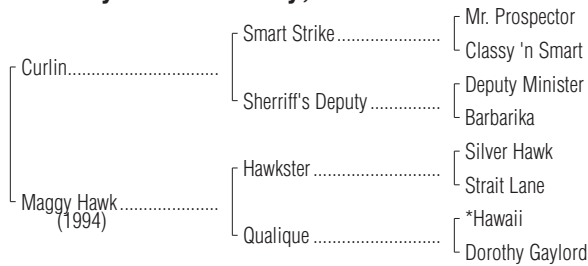 Mr. Prospector
Smart Strike
Classy 'n Smart
Curlin
Deputy Minister
Sherriff's Deputy
Barbarika
Silver Hawk
Hawkster
Strait Lane
Maggy Hawk
(1994)
*Hawaii
Qualique
Dorothy Gaylord